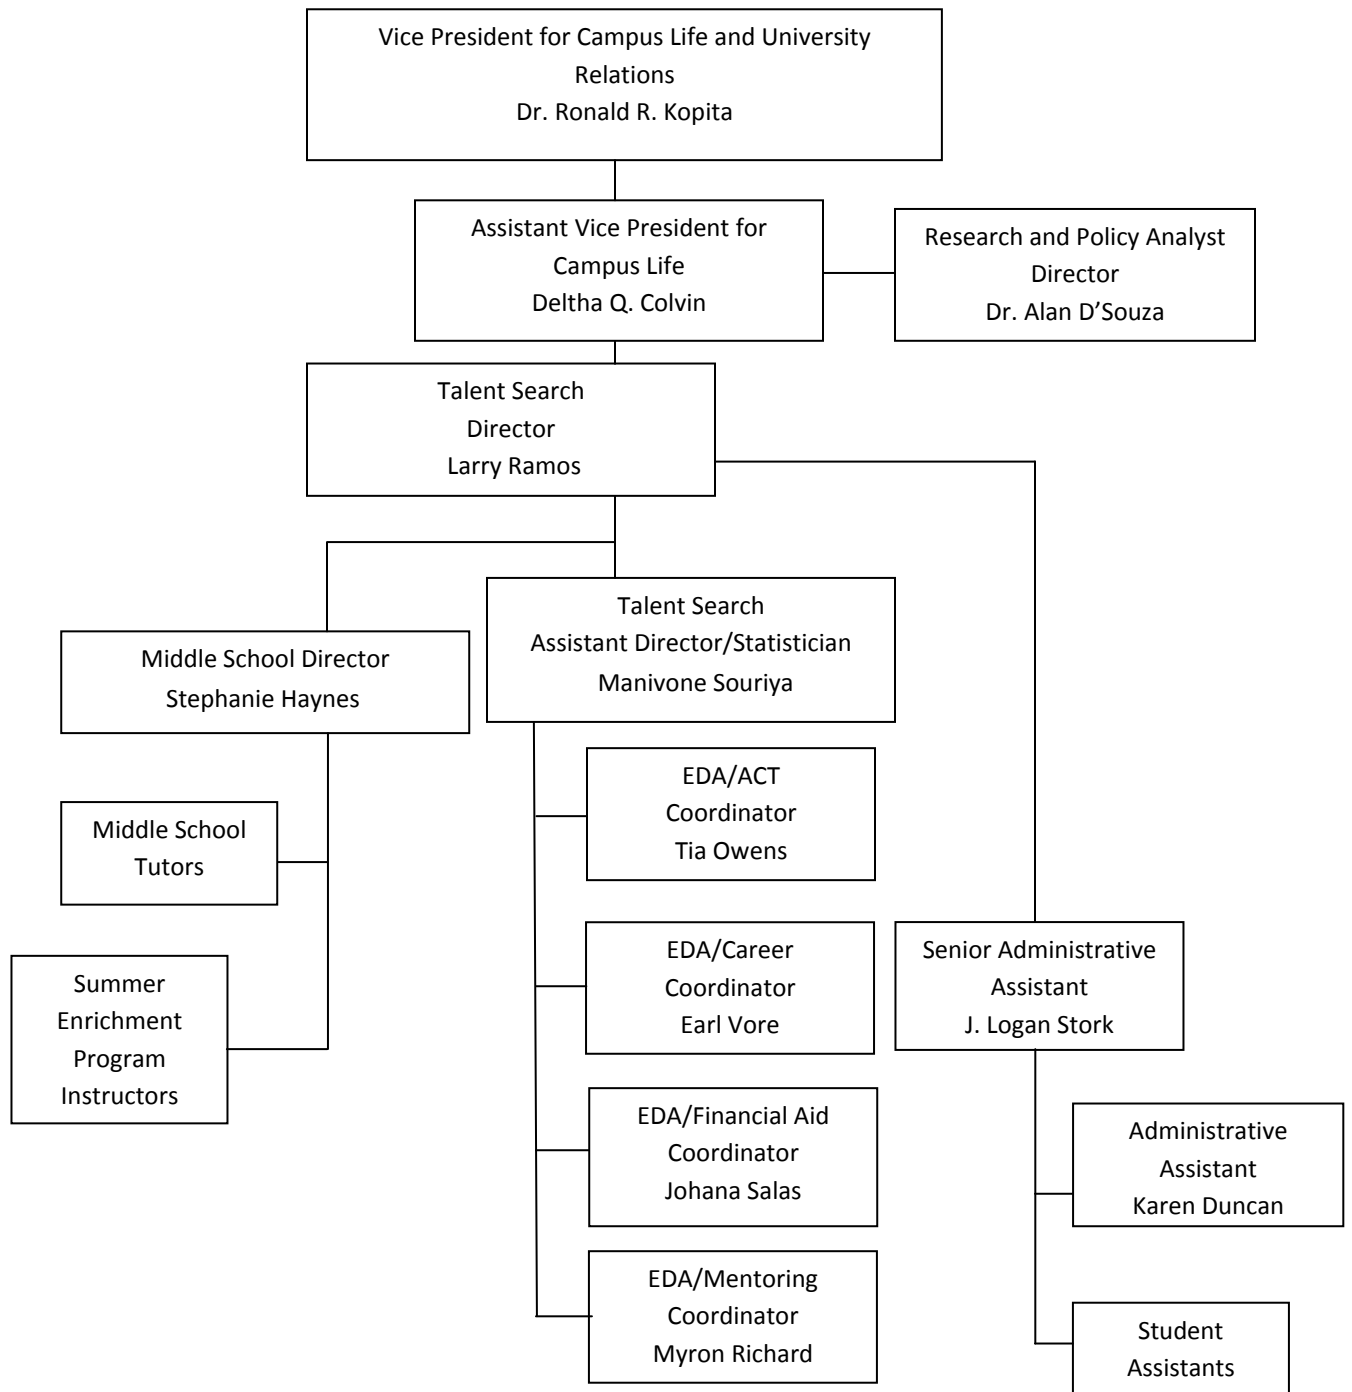 Vice President for Campus Life and University
Relations
Dr. Ronald R. Kopita
Assistant Vice President for
Campus Life
Deltha Q. Colvin
Research and Policy Analyst
Director
Dr. Alan D’Souza
Talent Search
Director
Larry Ramos
Middle School Director
Stephanie Haynes
Talent Search
Assistant Director/Statistician
Manivone Souriya
Middle School
Tutors
Summer
Enrichment
Program
Instructors
EDA/ACT
Coordinator
Tia Owens
EDA/Career
Coordinator
Earl Vore
EDA/Financial Aid
Coordinator
Johana Salas
EDA/Mentoring
Coordinator
Myron Richard
Senior Administrative
Assistant
J. Logan Stork
Administrative
Assistant
Karen Duncan
Student
Assistants